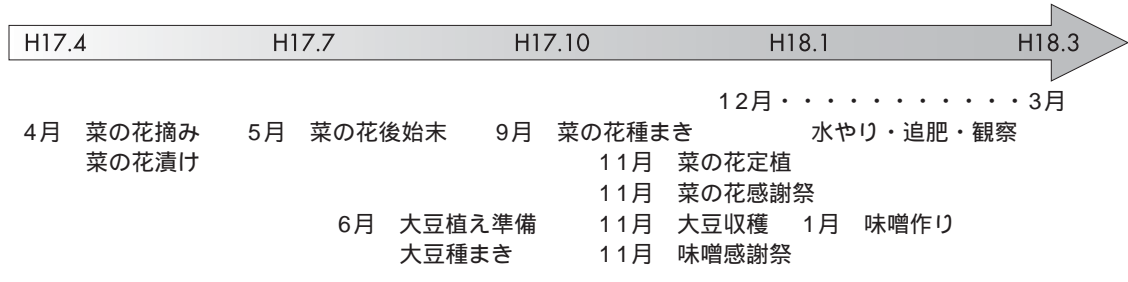 H17.4 H17.7 H17.10 H18.1 H18.3
12月・・・・・・・・・・・3月
4月 菜の花摘み 5月 菜の花後始末 9月 菜の花種まき 水やり・追肥・観察
菜の花漬け 11月 菜の花定植
11月 菜の花感謝祭
6月 大豆植え準備 11月 大豆収穫 1月 味噌作り
大豆種まき 11月 味噌感謝祭